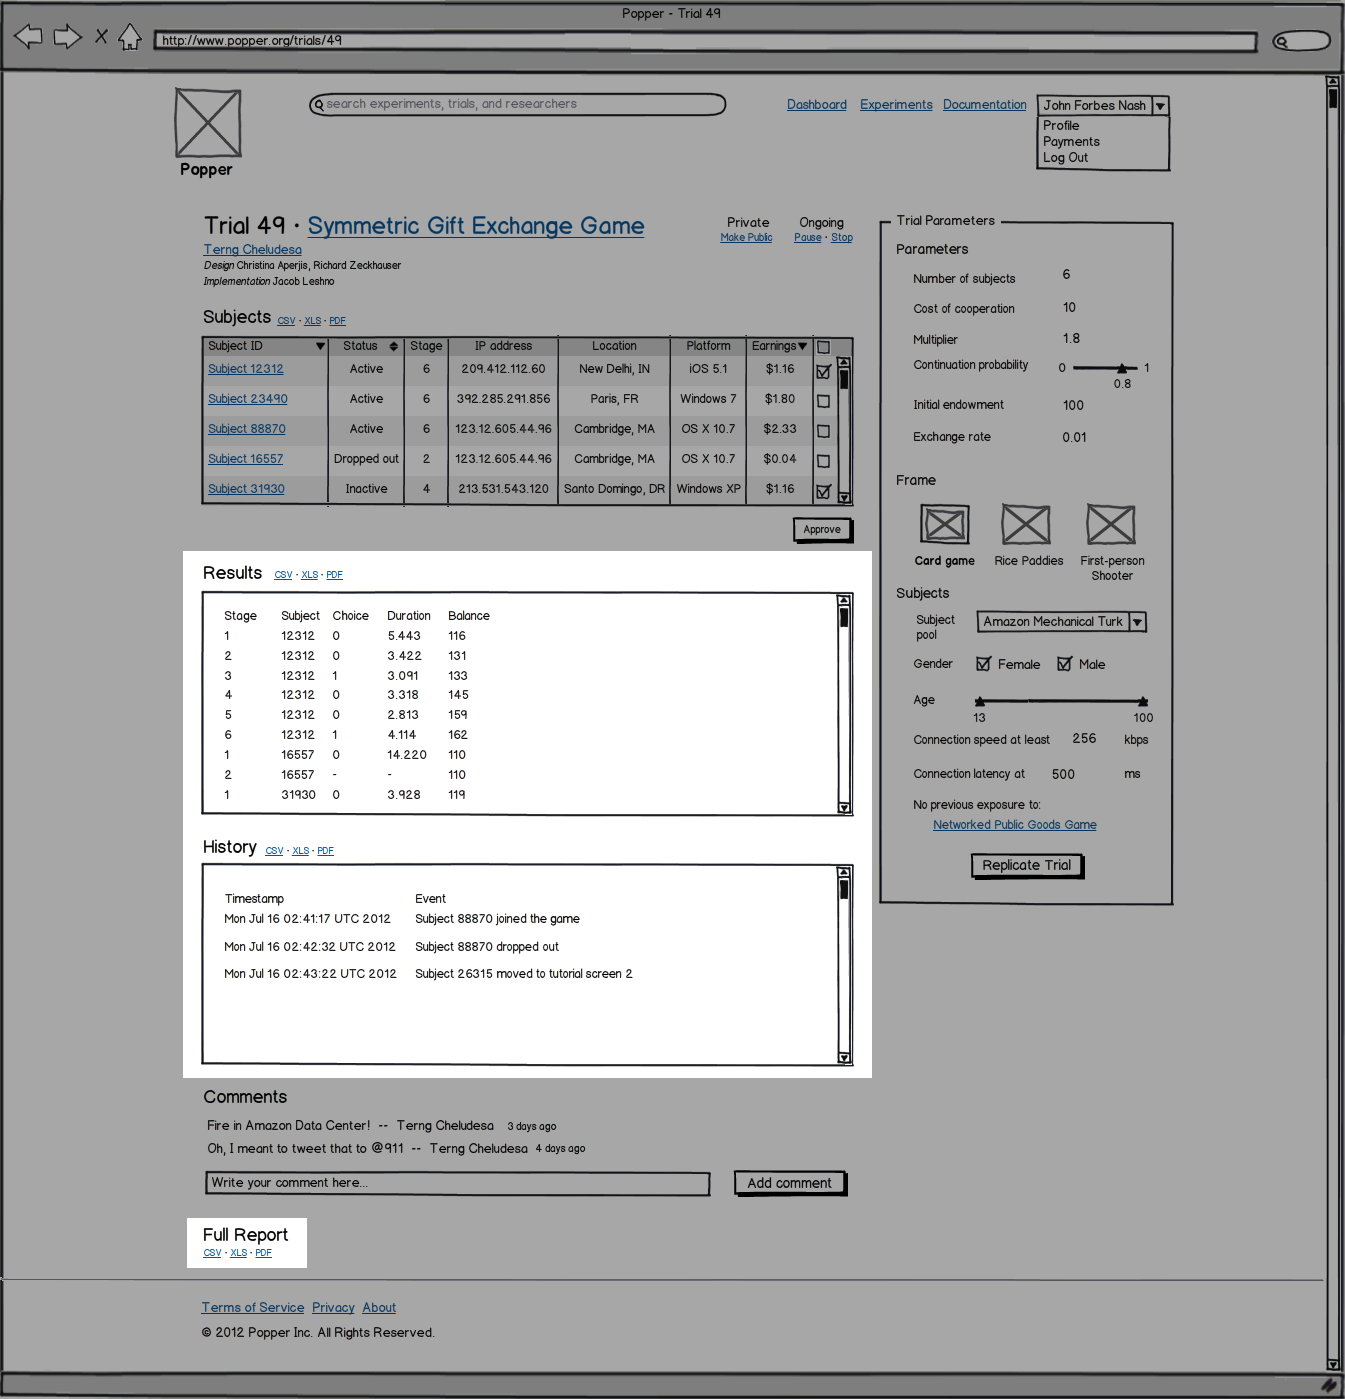 Popper - Trial 49
http://www.popper.org/trials/49
search experiments, trials, and researchers
Dashboard Experiments Documentation John Forbes Nash
Profile
Payments
Log Out
Popper
Trial 49 · Symmetric Gift Exchange Game
Private Ongoing
Make Public Pause · Stop
Terng Cheludesa
Design Christina Aperjis, Richard Zeckhauser
Implementation Jacob Leshno
Subjects CSV · XLS · PDF
Subject ID Status Stage IP address Location Platform Earnings
Subject 12312 Active 6 209.412.112.60 New Delhi, IN iOS 5.1 $1.16
Subject 23490 Active 6 392.285.291.856 Paris, FR Windows 7 $1.80
Subject 88870 Active 6 123.12.605.44.96 Cambridge, MA OS X 10.7 $2.33
Subject 16557 Dropped out 2 123.12.605.44.96 Cambridge, MA OS X 10.7 $0.04
Subject 31930 Inactive 4 213.531.543.120 Santo Domingo, DR Windows XP $1.16
Approve
Results CSV · XLS · PDF
Stage Subject Choice Duration Balance
1 12312 0 5.443 116
2 12312 0 3.422 131
3 12312 1 3.091 133
4 12312 0 3.318 145
5 12312 0 2.813 159
6 12312 1 4.114 162
1 16557 0 14.220 110
2 16557 - - 110
1 31930 0 3.928 119
History CSV · XLS · PDF
Timestamp Event
Mon Jul 16 02:41:17 UTC 2012 Subject 88870 joined the game
Mon Jul 16 02:42:32 UTC 2012 Subject 88870 dropped out
Mon Jul 16 02:43:22 UTC 2012 Subject 26315 moved to tutorial screen 2
Comments
Fire in Amazon Data Center! -- Terng Cheludesa 3 days ago
Oh, I meant to tweet that to @911 -- Terng Cheludesa 4 days ago
Write your comment here... Add comment
Full Report
CSV · XLS · PDF
Trial Parameters
Parameters
Number of subjects 6
Cost of cooperation 10
Multiplier 1.8
Continuation probability 0 1
0.8
Initial endowment 100
Exchange rate 0.01
Frame
Card game Rice Paddies First-person
Shooter
Subjects
Subject
pool Amazon Mechanical Turk
Gender Female Male
Age
13 100
Connection speed at least 256 kbps
Connection latency at 500 ms
No previous exposure to:
Networked Public Goods Game
Replicate Trial
Terms of Service Privacy About
© 2012 Popper Inc. All Rights Reserved.